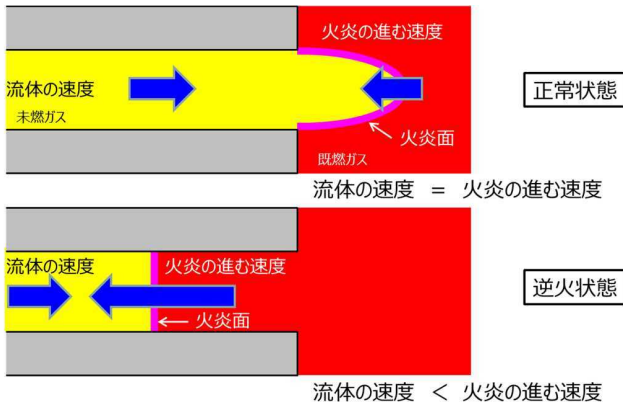 火炎の進む速度
流体の速度
未燃ガス
正常状態
火炎面
既燃ガス
流体の速度 = 火炎の進む速度
流体の速度 火炎の進む速度
逆火状態
火炎面
流体の速度 < 火炎の進む速度